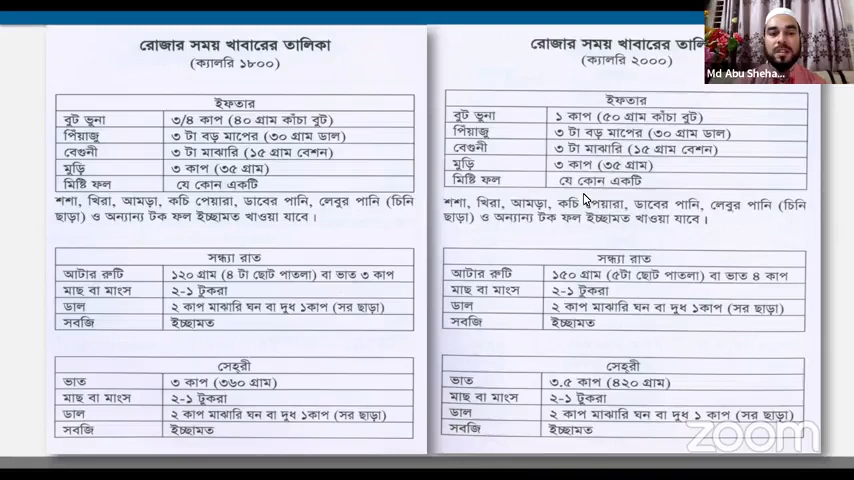 রোজার সময় খাবারের তালিকা
(ক্যালরি ১৮০০)
ইফতার
বুট ভুনা ৩/৪ কাপ (৪০ গ্রাম কাঁচা বুট)
পিঁয়াজু ৩ টা বড় মাপের (৩০ গ্রাম ডাল)
বেগুনী ৩ টা মাঝারি (১৫ গ্রাম বেশন)
মুড়ি ৩ কাপ (৩৫ গ্রাম)
মিষ্টি ফল যে কোন একটি
শশা, খিরা, আমড়া, কচি পেয়ারা, ডাবের পানি, লেবুর পানি (চিনি
ছাড়া) ও অন্যান্য টক ফল ইচ্ছামত খাওয়া যাবে।
সন্ধ্যা রাত
আটার রুটি ১২০ গ্রাম (৪ টা ছোট পাতলা) বা ভাত ৩ কাপ
মাছ বা মাংস ২-১ টুকরা
ডাল ২ কাপ মাঝারি ঘন বা দুধ ১কাপ (সর ছাড়া)
সবজি ইচ্ছামত
সেহ্‌রী
ভাত ৩ কাপ (৩৬০ গ্রাম)
মাছ বা মাংস ২-১ টুকরা
ডাল ২ কাপ মাঝারি ঘন বা দুধ ১কাপ (সর ছাড়া)
সবজি ইচ্ছামত
রোজার সময় খাবারের
(ক্যালরি ২০০০)
ইফতার
বুট ভুনা ১ কাপ (৫০ গ্রাম কাঁচা বুট)
পিঁয়াজু ৩ টা বড় মাপের (৩০ গ্রাম ডাল)
বেগুনী ৩ টা মাঝারি (১৫ গ্রাম বেশন)
মুড়ি ৩ কাপ (৩৫ গ্রাম)
মিষ্টি ফল যে কোন একটি
শশা, খিরা, আমড়া, কচি পেয়ারা, ডাবের পানি, লেবুর পানি (চিনি
ছাড়া) ও অন্যান্য টক ফল ইচ্ছামত খাওয়া যাবে।
সন্ধ্যা রাত
আটার রুটি ১৫০ গ্রাম (৫টা ছোট পাতলা) বা ভাত ৪ কাপ
মাছ বা মাংস ২-১ টুকরা
ডাল ২ কাপ মাঝারি ঘন বা দুধ ১কাপ (সর ছাড়া)
সবজি ইচ্ছামত
সেহ্‌রী
ভাত ৩.৫ কাপ (৪২০ গ্রাম)
মাছ বা মাংস ২-১ টুকরা
ডাল ২ কাপ মাঝারি ঘন বা দুধ ১ কাপ (সর ছাড়া)
সবজি ইচ্ছামত
Md Abu Sheha...
zoom